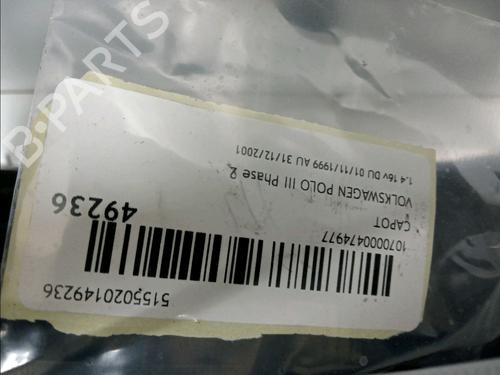 B-PARTS
1.4 16v DU 01/11/1999 AU 31/12/2001
VOLKSWAGEN POLO III Phase 2
CAPOT
1070000474977
49236
5155020149236